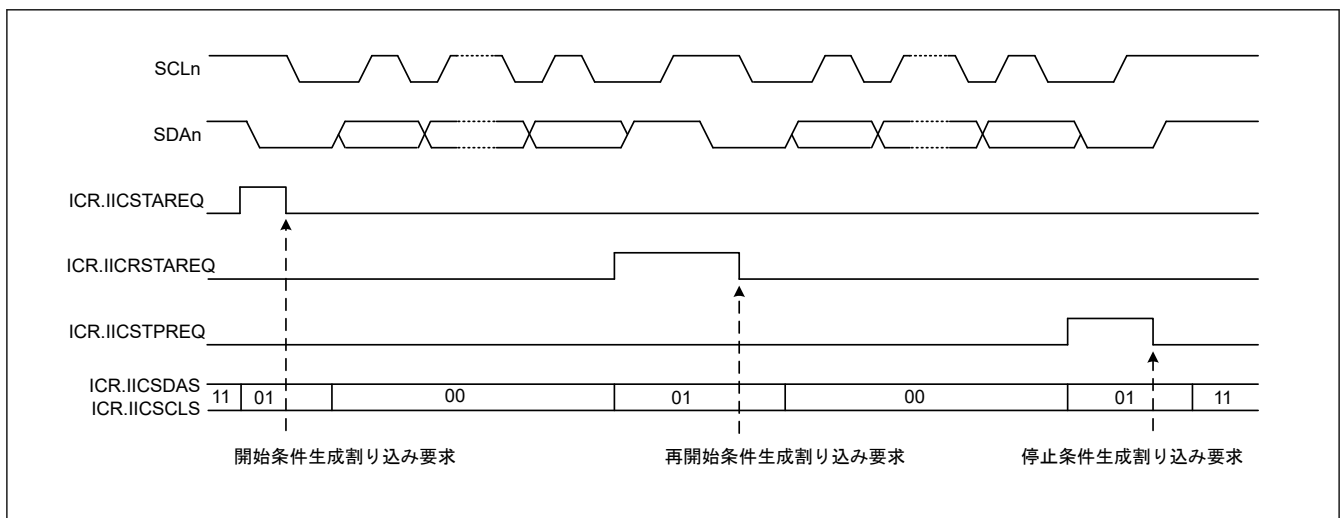 SCLn
SDAn
ICR.IICSTAREQ
ICR.IICRSTAREQ
ICR.IICSTPREQ
ICR.IICSDAS
ICR.IICSCLS
11 01 00 01 00 01 11
開始条件生成割り込み要求 再開始条件生成割り込み要求 停止条件生成割り込み要求